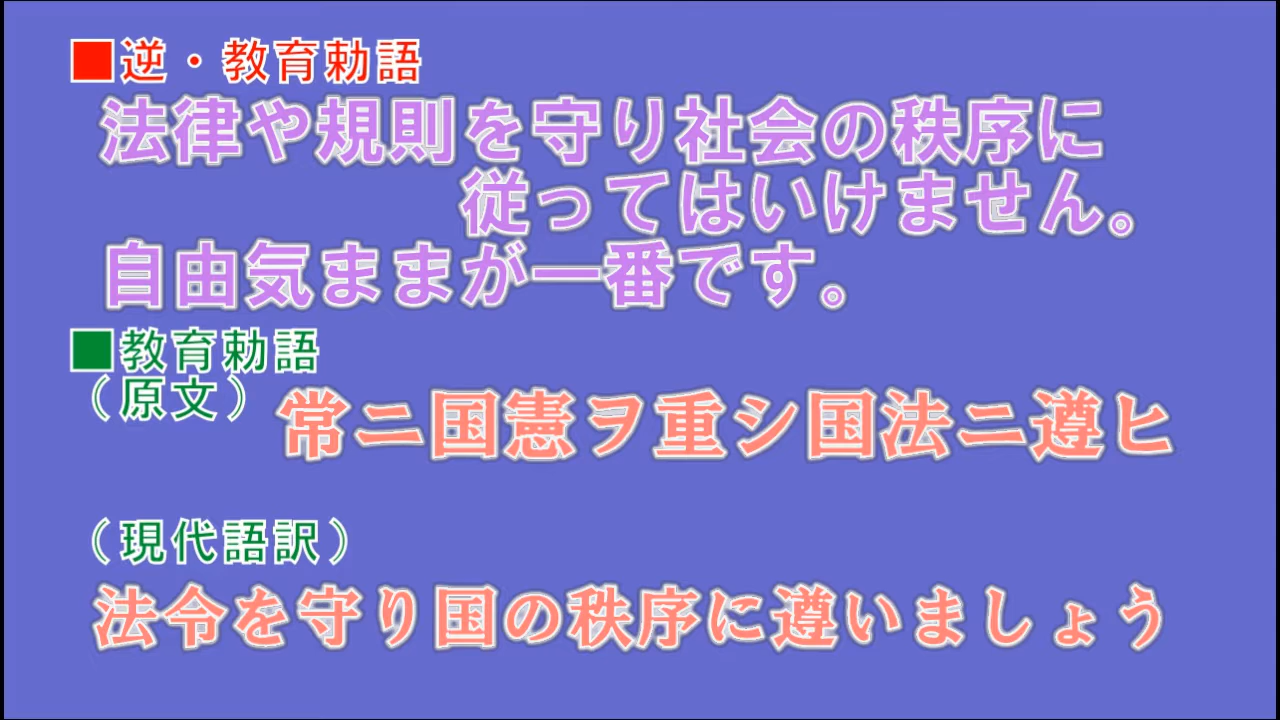 ■逆・教育勅語
法律や規則を守り社会の秩序に
従ってはいけません。
自由気ままが一番です。
■教育勅語
（原文）
常ニ国憲ヲ重シ国法ニ遵ヒ
（現代語訳）
法令を守り国の秩序に遵いましょう